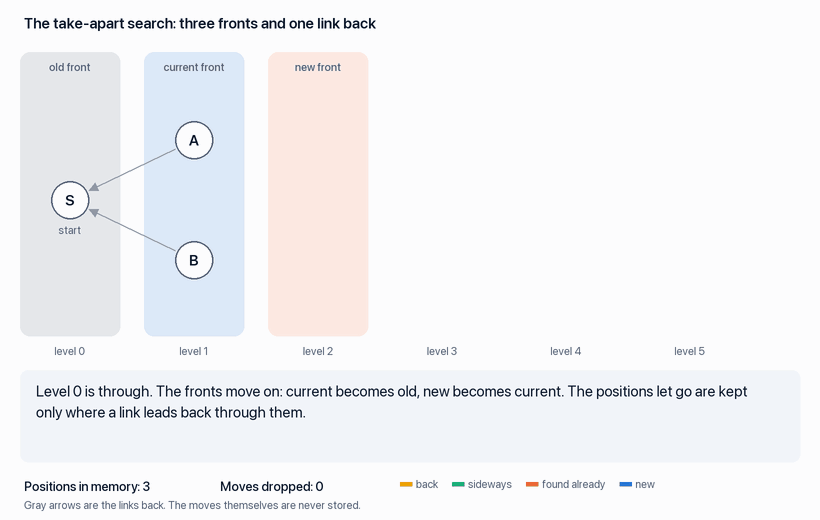 The take-apart search: three fronts and one link back
old front
current front
new front
A
S
start
B
level 0
level 1
level 2
level 3
level 4
level 5
Level 0 is through. The fronts move on: current becomes old, new becomes current. The positions let go are kept
only where a link leads back through them.
Positions in memory: 3
Moves dropped: 0
back
sideways
found already
new
Gray arrows are the links back. The moves themselves are never stored.